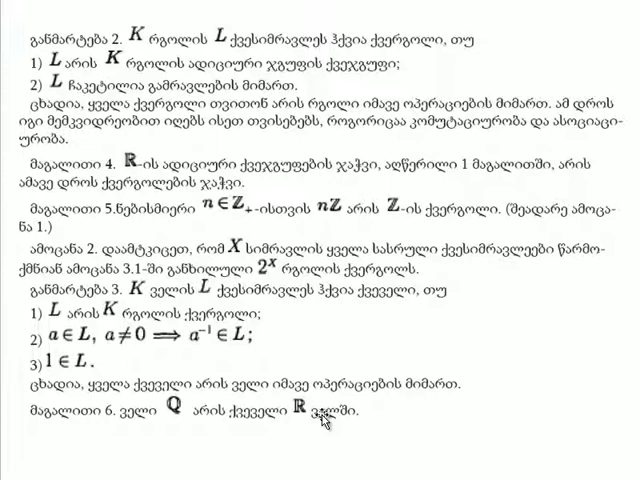 განმარტება 2. K რგოლის L ქვესიმრავლეს ჰქვია ქვერგოლი, თუ
1) L არის K რგოლის ადიციური ჯგუფის ქვეჯგუფი;
2) L ჩაკეტილია გამრავლების მიმართ.
ცხადია, ყველა ქვერგოლი თვითონ არის რგოლი იმავე ოპერაციების მიმართ. ამ დროს
იგი მემკვიდრეობით იღებს ისეთ თვისებებს, როგორიცაა კომუტაციურობა და ასოციაცი-
ურობა.
მაგალითი 4. ℝ-ის ადიციური ქვეჯგუფების ჯაჭვი, აღწერილი 1 მაგალითში, არის
ამავე დროს ქვერგოლების ჯაჭვი.
მაგალითი 5.ნებისმიერი n∈ℤ₊-ისთვის nℤ არის ℤ-ის ქვერგოლი. (შეადარე ამოცა-
ნა 1.)
ამოცანა 2. დაამტკიცეთ, რომ X სიმრავლის ყველა სასრული ქვესიმრავლეები წარმო-
ქმნიან ამოცანა 3.1-ში განხილული 2ˣ რგოლის ქვერგოლს.
განმარტება 3. K ველის L ქვესიმრავლეს ჰქვია ქვეველი, თუ
1) L არის K რგოლის ქვერგოლი;
2) a∈L, a≠0 ⟹ a⁻¹∈L;
3) 1∈L.
ცხადია, ყველა ქვეველი არის ველი იმავე ოპერაციების მიმართ.
მაგალითი 6. ველი ℚ არის ქვეველი ℝ ველში.